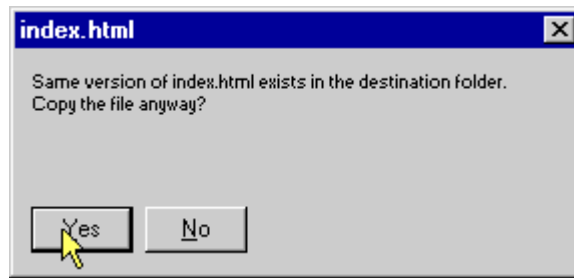 index.html
Same version of index.html exists in the destination folder.
Copy the file anyway?
Yes No